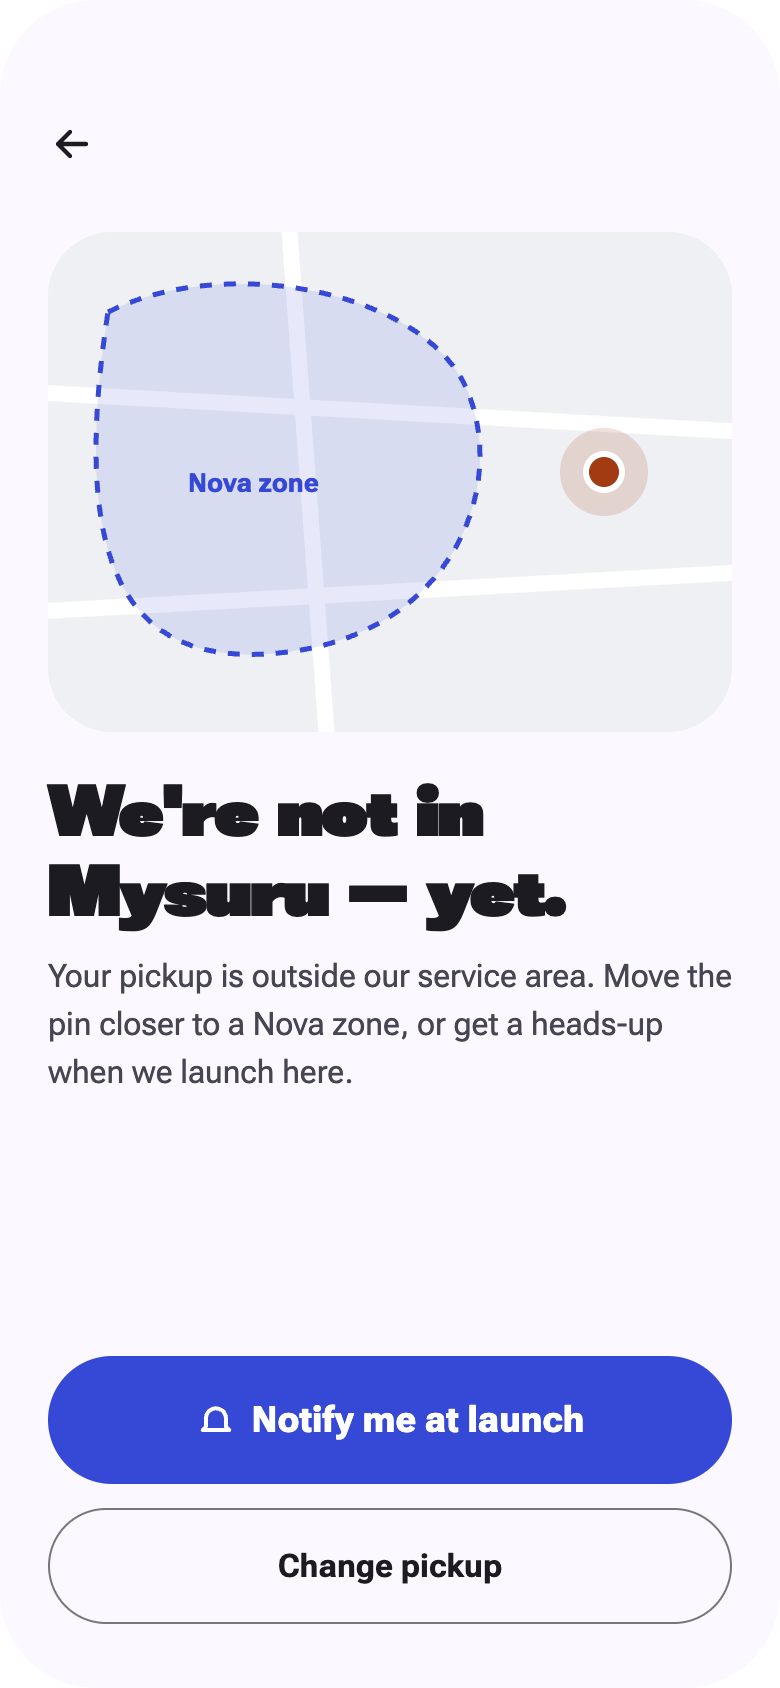 Nova zone
We're not in
Mysuru — yet.
Your pickup is outside our service area. Move the
pin closer to a Nova zone, or get a heads-up
when we launch here.
Notify me at launch
Change pickup